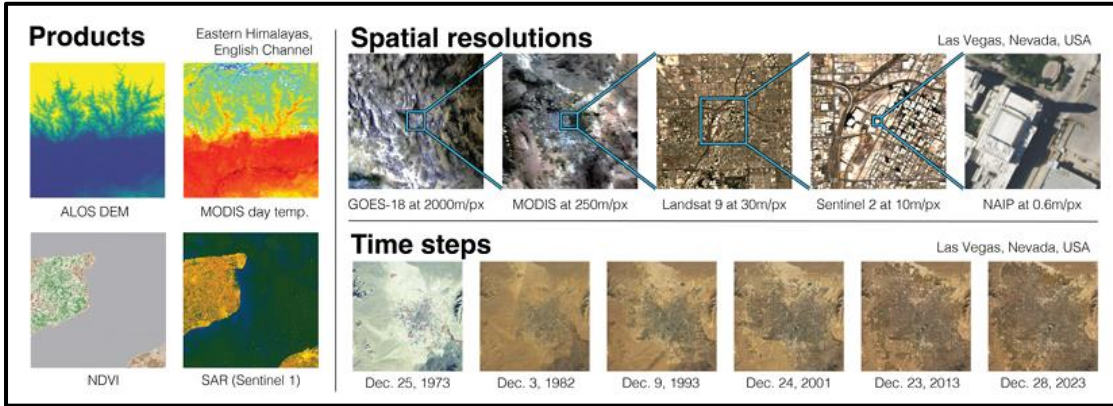 Products
Eastern Himalayas,
English Channel
ALOS DEM
MODIS day temp.
NDVI
SAR (Sentinel 1)
Spatial resolutions
Las Vegas, Nevada, USA
GOES-18 at 2000m/px
MODIS at 250m/px
Landsat 9 at 30m/px
Sentinel 2 at 10m/px
NAIP at 0.6m/px
Time steps
Las Vegas, Nevada, USA
Dec. 25, 1973
Dec. 3, 1982
Dec. 9, 1993
Dec. 24, 2001
Dec. 23, 2013
Dec. 28, 2023